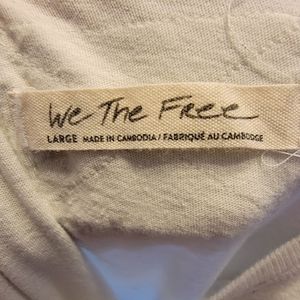 We The Free
LARGE MADE IN CAMBODIA / FABRIQUÉ AU CAMBODGE